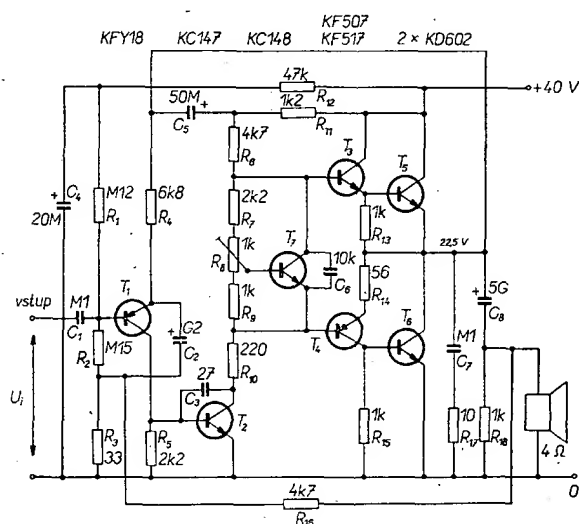 KF507
KFY18 KC147 KC148 KF517 2 × KD602
47k
R12
+40 V
50M +
C5
1k2
R11
4k7
R6
T3
T5
+ C4
20M
M12
R1
6k8
R4
2k2
R7
1k
R13
1k
R8
T7
10k
C6
22,5 V
T1
56
R14
5G
+
C8
vstup
M1
C1
1k
R9
G2
+
C2
T4
T6
M15
R2
220
R10
M1
C7
Ui
27
C3
T2
R3
33
R5
2k2
1k
R15
10
R17
1k
R18
4 Ω
0
4k7
R16